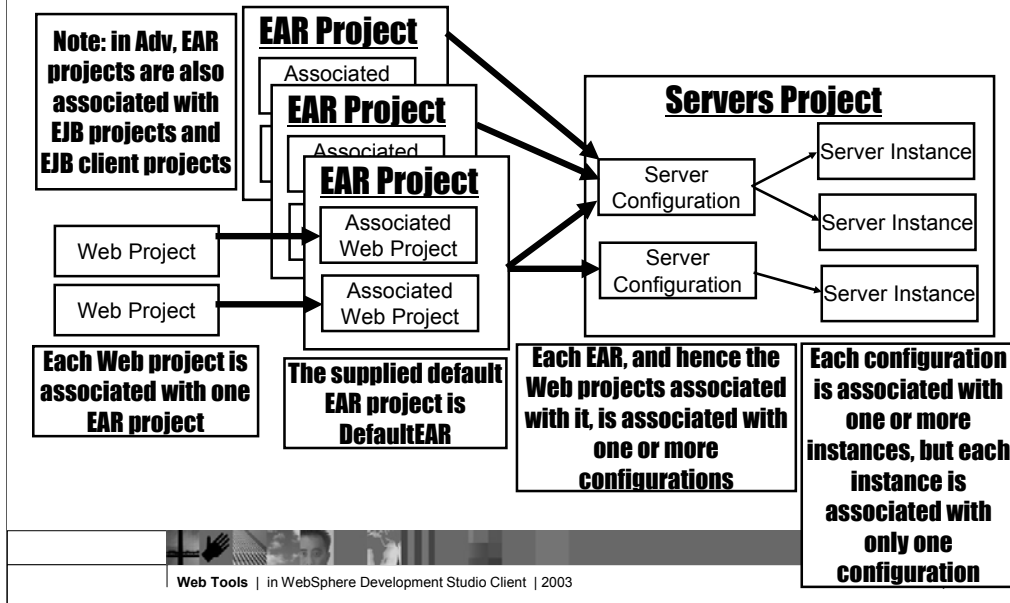 Note: in Adv, EAR
projects are also
associated with
EJB projects and
EJB client projects
EAR Project
Associated
EAR Project
Associated
EAR Project
Associated
Web Project
Associated
Web Project
Web Project
Web Project
Servers Project
Server
Configuration
Server
Configuration
Server Instance
Server Instance
Server Instance
Each Web project is
associated with one
EAR project
The supplied default
EAR project is
DefaultEAR
Each EAR, and hence the
Web projects associated
with it, is associated with
one or more
configurations
Each configuration
is associated with
one or more
instances, but each
instance is
associated with
only one
configuration
Web Tools | in WebSphere Development Studio Client | 2003